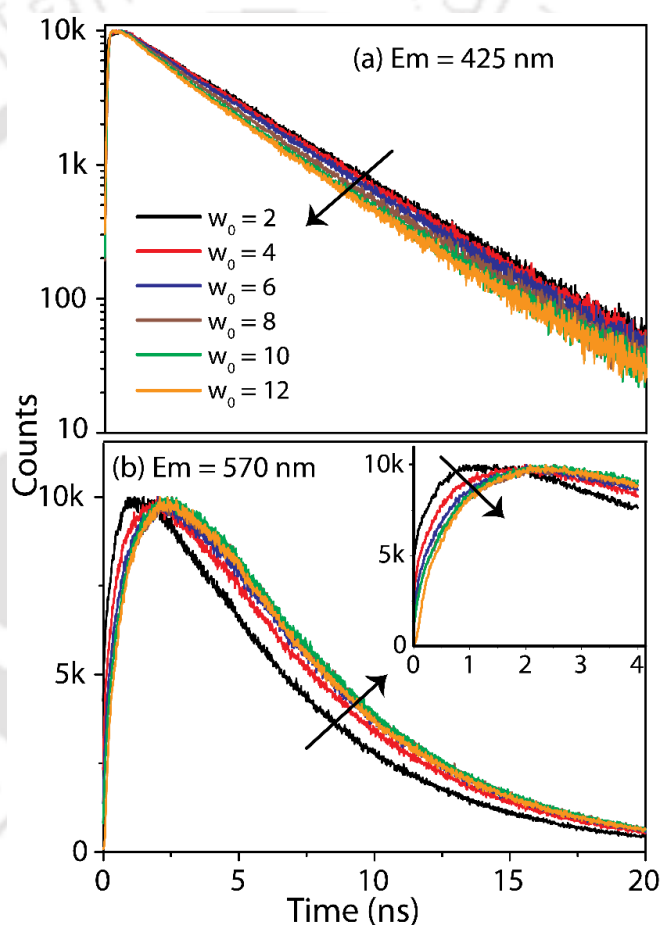 10k
(a) Em = 425 nm
1k
w₀ = 2
w₀ = 4
w₀ = 6
w₀ = 8
w₀ = 10
w₀ = 12
100
10
Counts
(b) Em = 570 nm
10k
5k
0
10k
5k
0
0 1 2 3 4
0 5 10 15 20
Time (ns)